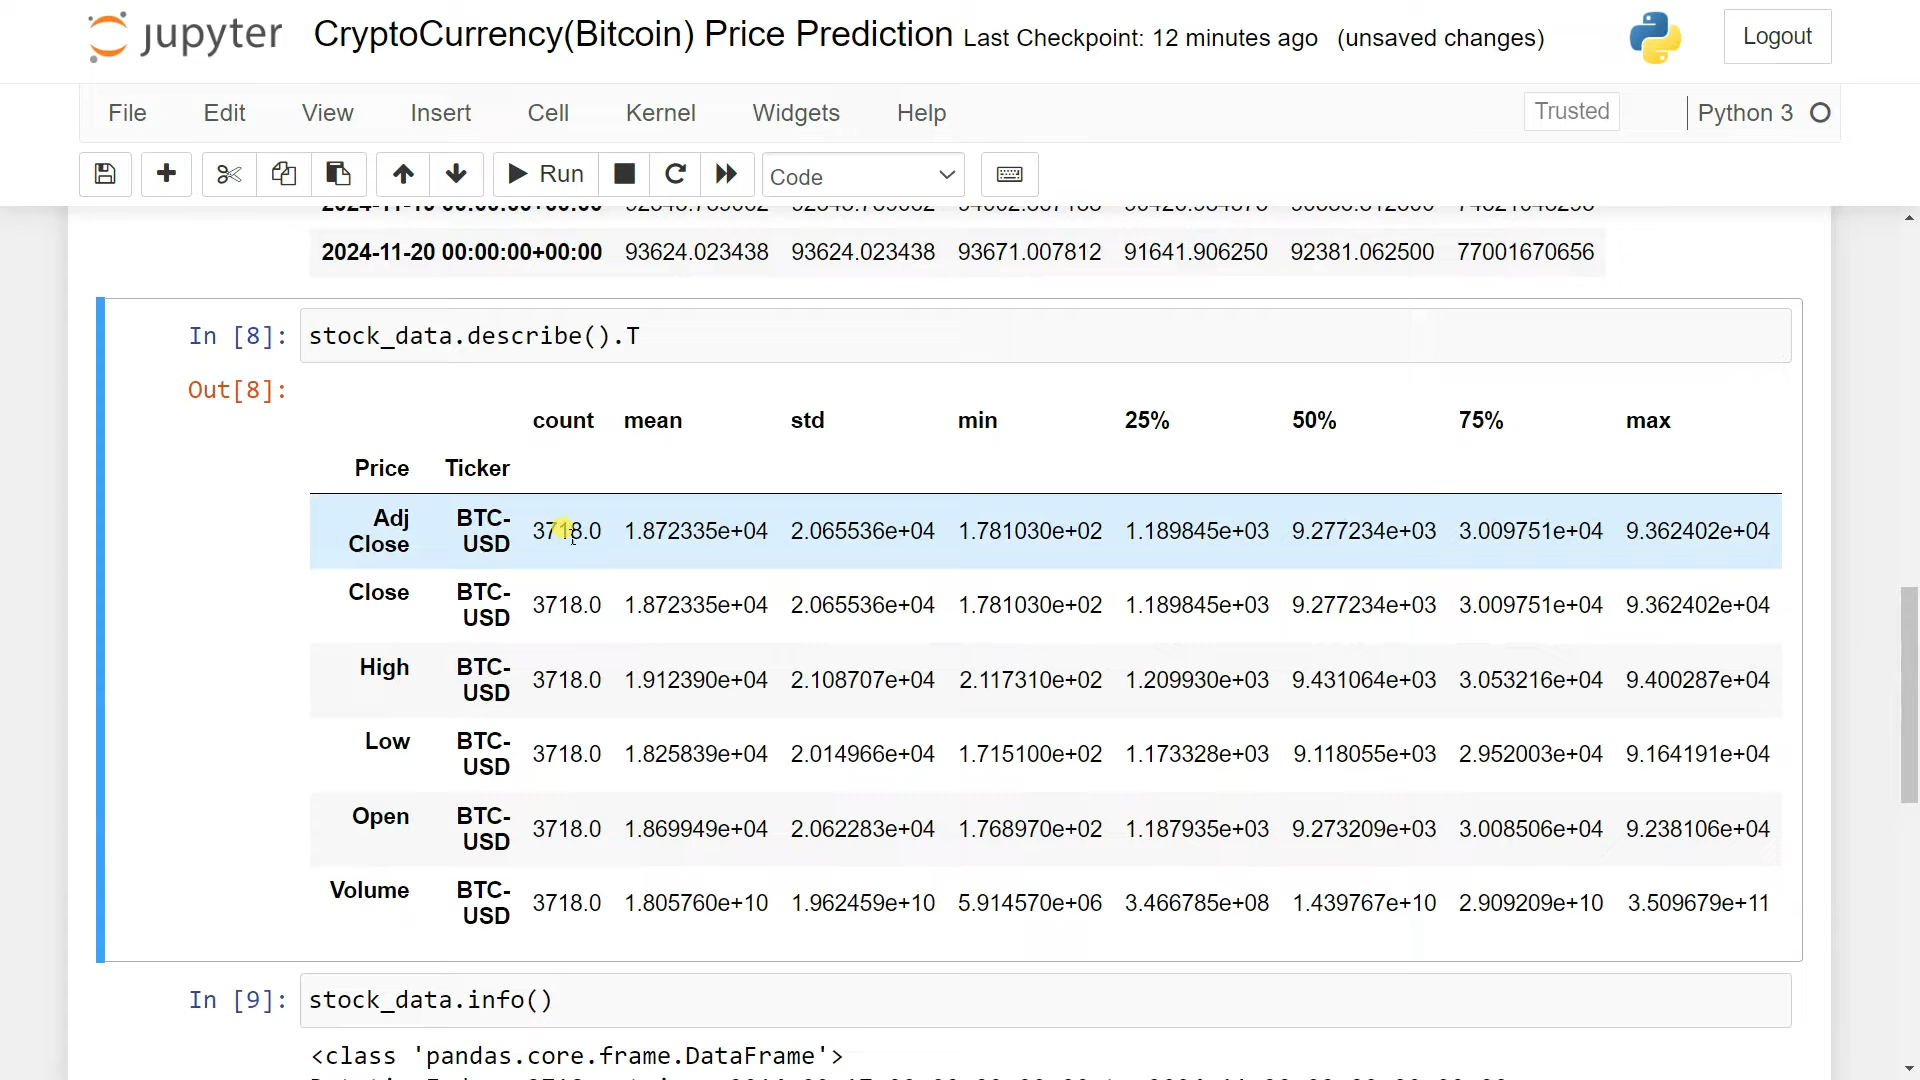 jupyter CryptoCurrency(Bitcoin) Price Prediction Last Checkpoint: 12 minutes ago (unsaved changes) Logout
File Edit View Insert Cell Kernel Widgets Help Trusted Python 3
Run Code
2024-11-20 00:00:00+00:00 93624.023438 93624.023438 93671.007812 91641.906250 92381.062500 77001670656
In [8]: stock_data.describe().T
Out[8]:
count mean std min 25% 50% 75% max
Price Ticker
Adj Close BTC-USD 3718.0 1.872335e+04 2.065536e+04 1.781030e+02 1.189845e+03 9.277234e+03 3.009751e+04 9.362402e+04
Close BTC-USD 3718.0 1.872335e+04 2.065536e+04 1.781030e+02 1.189845e+03 9.277234e+03 3.009751e+04 9.362402e+04
High BTC-USD 3718.0 1.912390e+04 2.108707e+04 2.117310e+02 1.209930e+03 9.431064e+03 3.053216e+04 9.400287e+04
Low BTC-USD 3718.0 1.825839e+04 2.014966e+04 1.715100e+02 1.173328e+03 9.118055e+03 2.952003e+04 9.164191e+04
Open BTC-USD 3718.0 1.869949e+04 2.062283e+04 1.768970e+02 1.187935e+03 9.273209e+03 3.008506e+04 9.238106e+04
Volume BTC-USD 3718.0 1.805760e+10 1.962459e+10 5.914570e+06 3.466785e+08 1.439767e+10 2.909209e+10 3.509679e+11
In [9]: stock_data.info()
<class 'pandas.core.frame.DataFrame'>